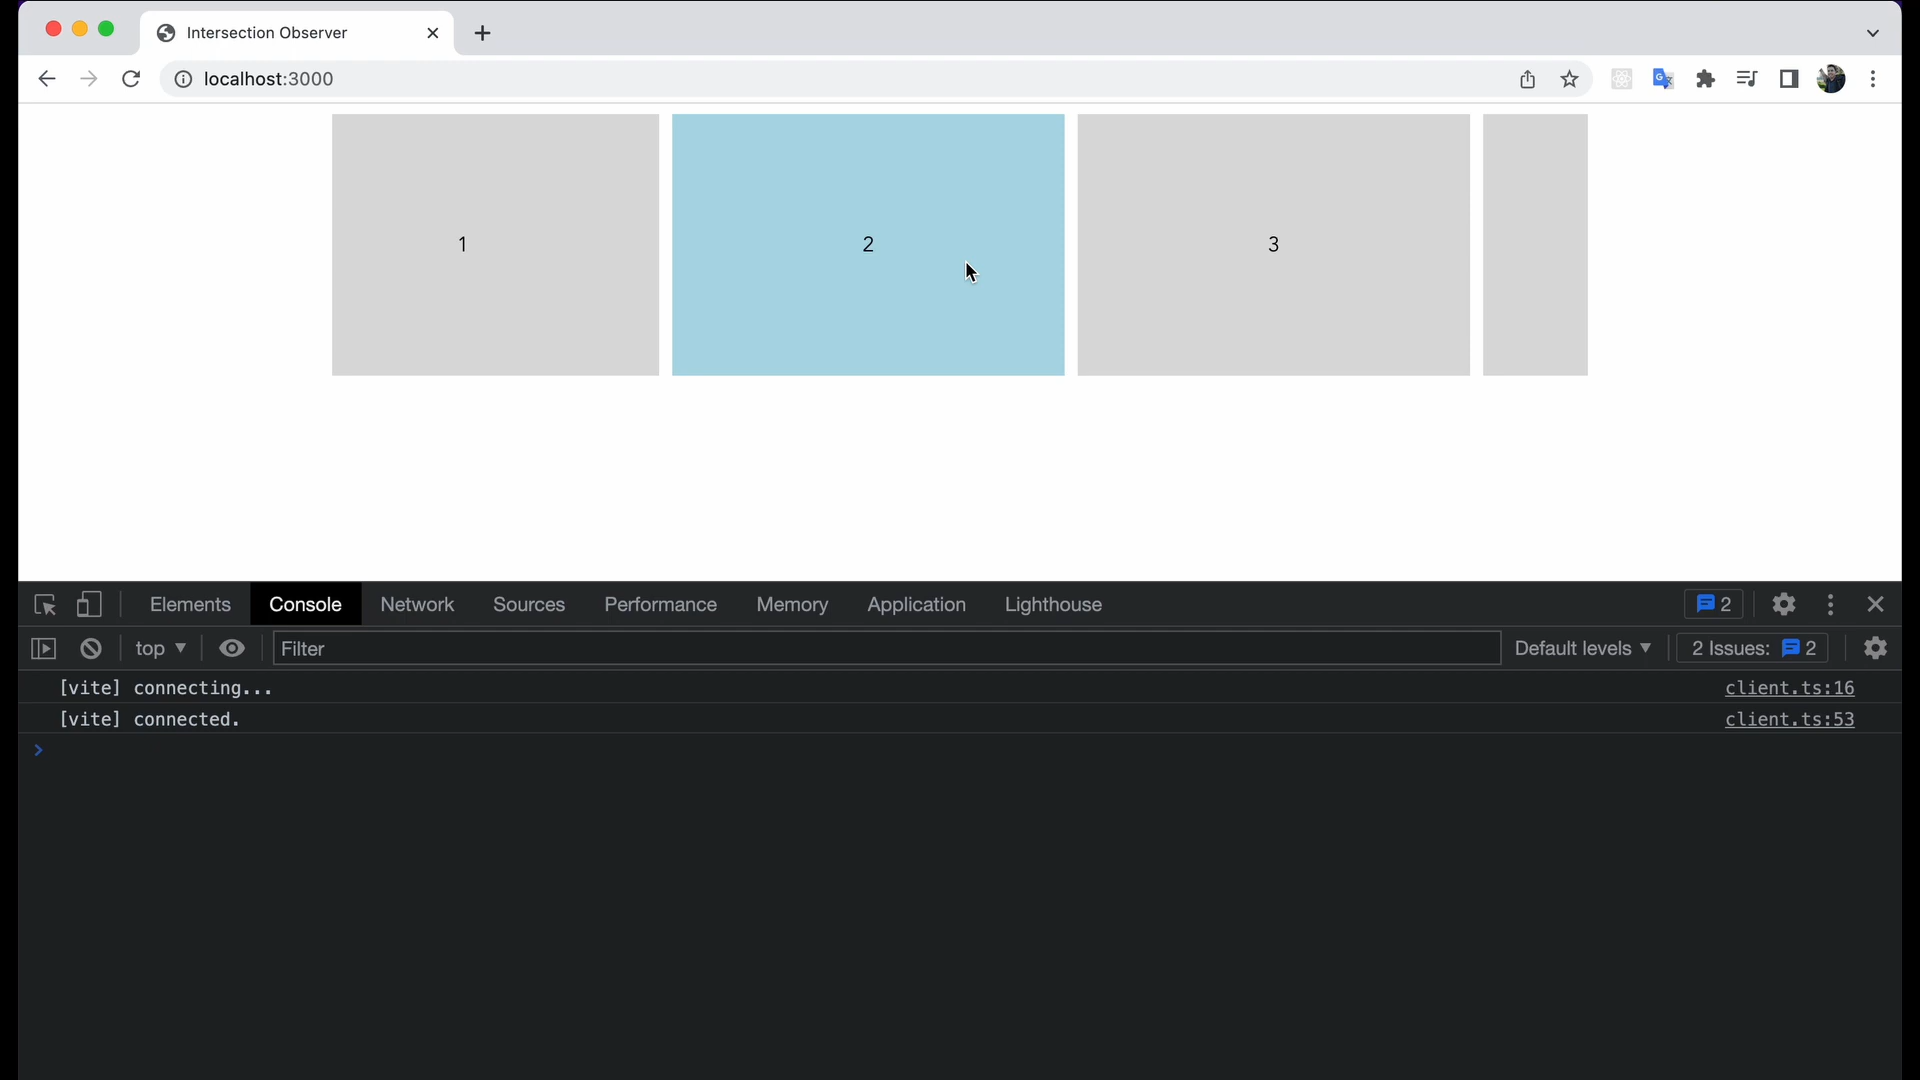 Intersection Observer
localhost:3000
1 2 3
Elements Console Network Sources Performance Memory Application Lighthouse 2
top Filter Default levels 2 Issues: 2
[vite] connecting... client.ts:16
[vite] connected. client.ts:53